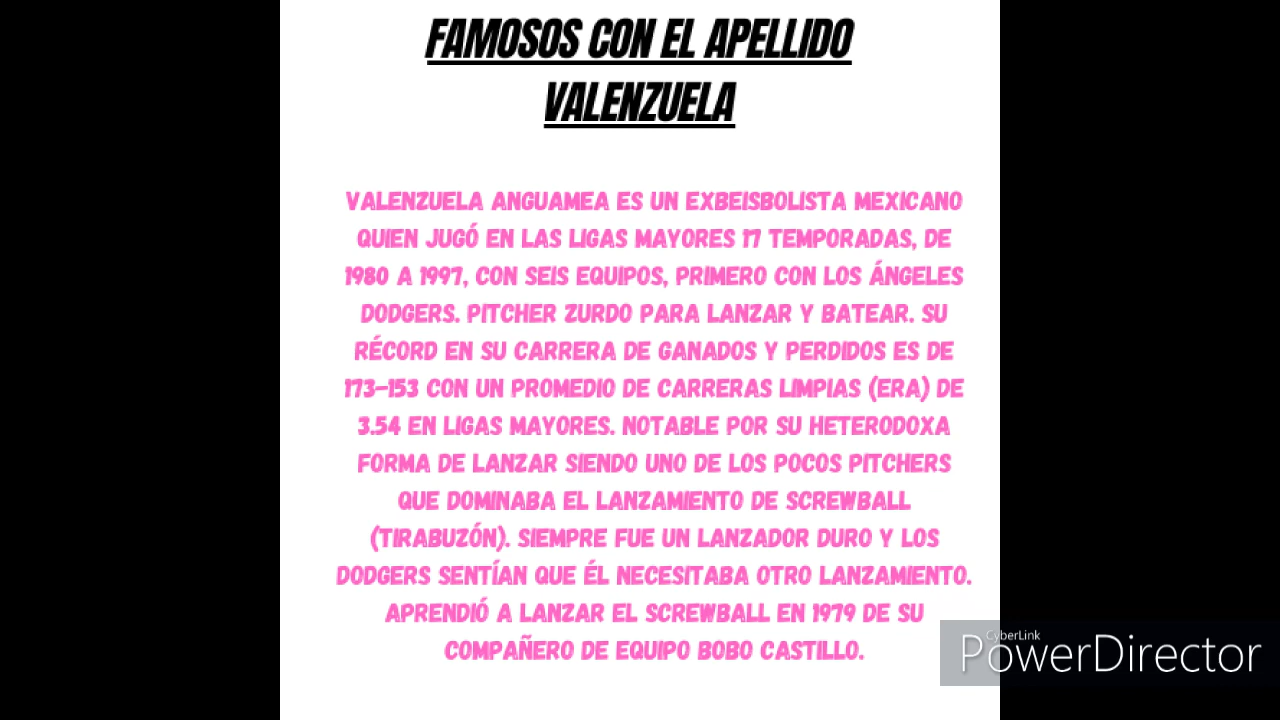 FAMOSOS CON EL APELLIDO
VALENZUELA
VALENZUELA ANGUAMEA ES UN EXBEISBOLISTA MEXICANO
QUIEN JUGÓ EN LAS LIGAS MAYORES 17 TEMPORADAS, DE
1980 A 1997, CON SEIS EQUIPOS, PRIMERO CON LOS ÁNGELES
DODGERS. PITCHER ZURDO PARA LANZAR Y BATEAR. SU
RÉCORD EN SU CARRERA DE GANADOS Y PERDIDOS ES DE
173–153 CON UN PROMEDIO DE CARRERAS LIMPIAS (ERA) DE
3.54 EN LIGAS MAYORES. NOTABLE POR SU HETERODOXA
FORMA DE LANZAR SIENDO UNO DE LOS POCOS PITCHERS
QUE DOMINABA EL LANZAMIENTO DE SCREWBALL
(TIRABUZÓN). SIEMPRE FUE UN LANZADOR DURO Y LOS
DODGERS SENTÍAN QUE ÉL NECESITABA OTRO LANZAMIENTO.
APRENDIÓ A LANZAR EL SCREWBALL EN 1979 DE SU
COMPAÑERO DE EQUIPO BOBO CASTILLO.
CyberLink
PowerDirector